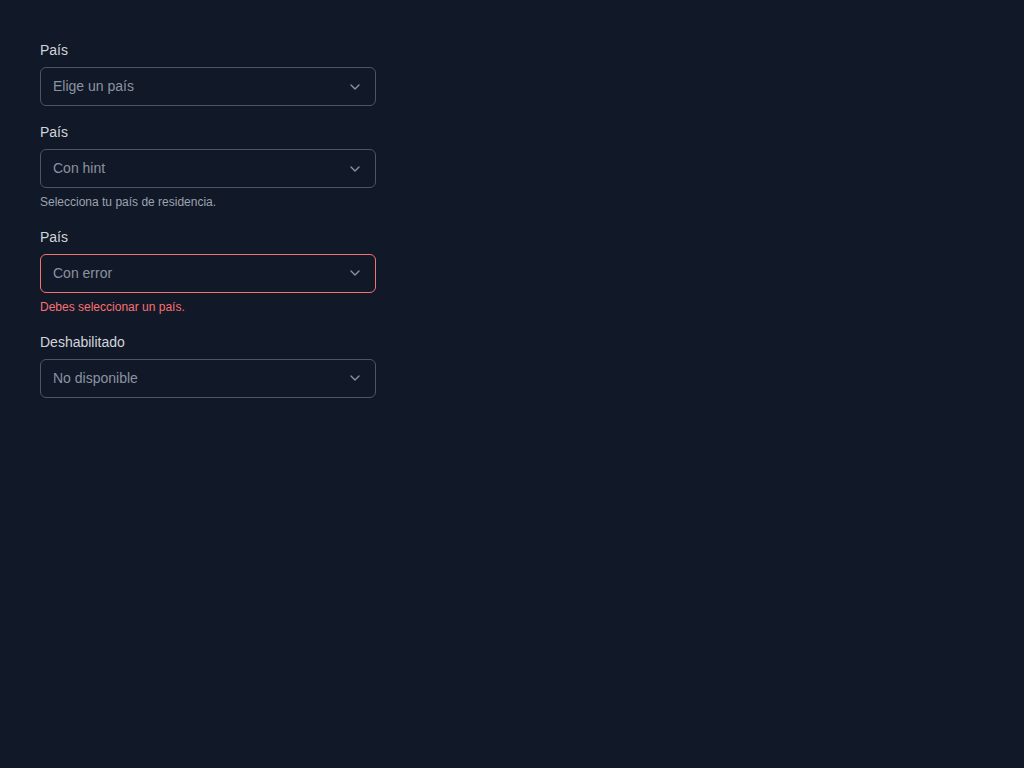 País
Elige un país
País
Con hint
Selecciona tu país de residencia.
País
Con error
Debes seleccionar un país.
Deshabilitado
No disponible